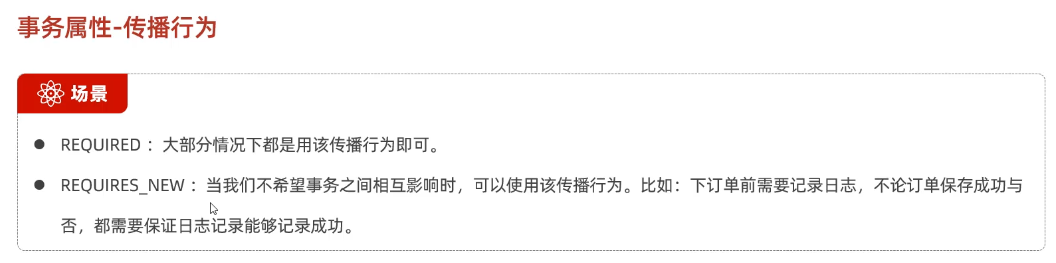 事务属性-传播行为
场景
● REQUIRED ：大部分情况下都是用该传播行为即可。
● REQUIRES_NEW ：当我们不希望事务之间相互影响时，可以使用该传播行为。比如：下订单前需要记录日志，不论订单保存成功与
否，都需要保证日志记录能够记录成功。